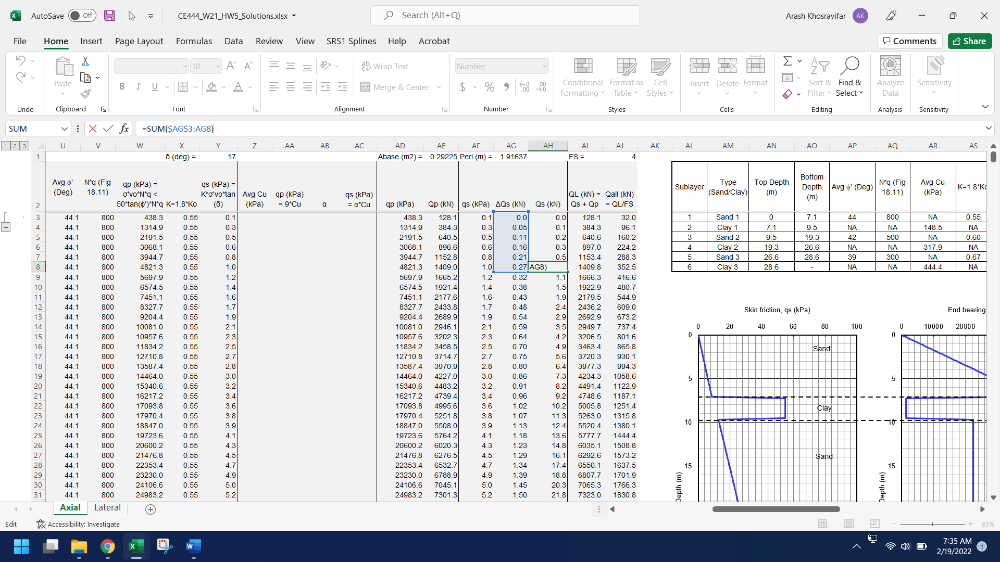 AutoSave Off CE444_W21_HW5_Solutions.xlsx Search (Alt+Q) Arash Khosravifar AK
File Home Insert Page Layout Formulas Data Review View SRS1 Splines Help Acrobat Comments Share
10 Wrap Text Number
Paste B I U Merge & Center $ % Conditional Formatting Format as Table Cell Styles Insert Delete Format Sort & Filter Find & Select Analyze Data Sensitivity
Undo Clipboard Font Alignment Number Styles Cells Editing Analysis Sensitivity
SUM fx =SUM($AG$3:AG8)
1 2 3 U V W X Y Z AA AB AC AD AE AF AG AH AI AJ AK AL AM AN AO AP AQ AR AS
1 δ (deg) = 17 Abase (m2) = 0.29225 Peri (m) = 1.91637 FS = 4
2 Avg ϕ' (Deg) N*q (Fig 18.11) qp (kPa) = σ'vo*N*q < 50*tan(ϕ')*N*q K=1.8*Ko qs (kPa) = K*σ'vo*tan (δ) Avg Cu (kPa) qp (kPa) = 9*Cu α qs (kPa) = α*Cu qp (kPa) Qp (kN) qs (kPa) ΔQs (kN) Qs (kN) QL (kN) = Qs + Qp Qall (kN) = QL/FS
3 44.1 800 438.3 0.55 0.1 438.3 128.1 0.1 0.0 0.0 128.1 32.0
4 44.1 800 1314.9 0.55 0.3 1314.9 384.3 0.3 0.05 0.1 384.3 96.1
5 44.1 800 2191.5 0.55 0.5 2191.5 640.5 0.5 0.11 0.2 640.6 160.2
6 44.1 800 3068.1 0.55 0.6 3068.1 896.6 0.6 0.16 0.3 897.0 224.2
7 44.1 800 3944.7 0.55 0.8 3944.7 1152.8 0.8 0.21 0.5 1153.4 288.3
8 44.1 800 4821.3 0.55 1.0 4821.3 1409.0 1.0 0.27 AG8) 1409.8 352.5
9 44.1 800 5697.9 0.55 1.2 5697.9 1665.2 1.2 0.32 1.1 1666.3 416.6
10 44.1 800 6574.5 0.55 1.4 6574.5 1921.4 1.4 0.38 1.5 1922.9 480.7
11 44.1 800 7451.1 0.55 1.6 7451.1 2177.6 1.6 0.43 1.9 2179.5 544.9
12 44.1 800 8327.7 0.55 1.7 8327.7 2433.8 1.7 0.48 2.4 2436.2 609.0
13 44.1 800 9204.4 0.55 1.9 9204.4 2689.9 1.9 0.54 2.9 2692.9 673.2
14 44.1 800 10081.0 0.55 2.1 10081.0 2946.1 2.1 0.59 3.5 2949.7 737.4
15 44.1 800 10957.6 0.55 2.3 10957.6 3202.3 2.3 0.64 4.2 3206.5 801.6
16 44.1 800 11834.2 0.55 2.5 11834.2 3458.5 2.5 0.70 4.9 3463.4 865.8
17 44.1 800 12710.8 0.55 2.7 12710.8 3714.7 2.7 0.75 5.6 3720.3 930.1
18 44.1 800 13587.4 0.55 2.8 13587.4 3970.9 2.8 0.80 6.4 3977.3 994.3
19 44.1 800 14464.0 0.55 3.0 14464.0 4227.0 3.0 0.86 7.3 4234.3 1058.6
20 44.1 800 15340.6 0.55 3.2 15340.6 4483.2 3.2 0.91 8.2 4491.4 1122.9
21 44.1 800 16217.2 0.55 3.4 16217.2 4739.4 3.4 0.96 9.2 4748.6 1187.1
22 44.1 800 17093.8 0.55 3.6 17093.8 4995.6 3.6 1.02 10.2 5005.8 1251.4
23 44.1 800 17970.4 0.55 3.8 17970.4 5251.8 3.8 1.07 11.3 5263.0 1315.8
24 44.1 800 18847.0 0.55 3.9 18847.0 5508.0 3.9 1.13 12.4 5520.4 1380.1
25 44.1 800 19723.6 0.55 4.1 19723.6 5764.2 4.1 1.18 13.6 5777.7 1444.4
26 44.1 800 20600.2 0.55 4.3 20600.2 6020.3 4.3 1.23 14.8 6035.1 1508.8
27 44.1 800 21476.8 0.55 4.5 21476.8 6276.5 4.5 1.29 16.1 6292.6 1573.2
28 44.1 800 22353.4 0.55 4.7 22353.4 6532.7 4.7 1.34 17.4 6550.1 1637.5
29 44.1 800 23230.0 0.55 4.9 23230.0 6788.9 4.9 1.39 18.8 6807.7 1701.9
30 44.1 800 24106.6 0.55 5.0 24106.6 7045.1 5.0 1.45 20.3 7065.3 1766.3
31 44.1 800 24983.2 0.55 5.2 24983.2 7301.3 5.2 1.50 21.8 7323.0 1830.8
Sublayer Type (Sand/Clay) Top Depth (m) Bottom Depth (m) Avg ϕ' (Deg) N*q (Fig 18.11) Avg Cu (kPa) K=1.8*Ko
1 Sand 1 0 7.1 44 800 NA 0.55
2 Clay 1 7.1 9.5 NA NA 148.5 NA
3 Sand 2 9.5 19.3 42 500 NA 0.60
4 Clay 2 19.3 26.6 NA NA 317.9 NA
5 Sand 3 26.6 28.6 39 300 NA 0.67
6 Clay 3 28.6 - NA NA 444.4 NA
Skin friction, qs (kPa) End bearing
0 20 40 60 80 100 0 10000 20000
0 Sand 0
5 5
Clay
10 10
Sand
15 15
Depth (m) Depth (m)
Axial Lateral
Edit Accessibility: Investigate 85%
7:35 AM
2/19/2022 1